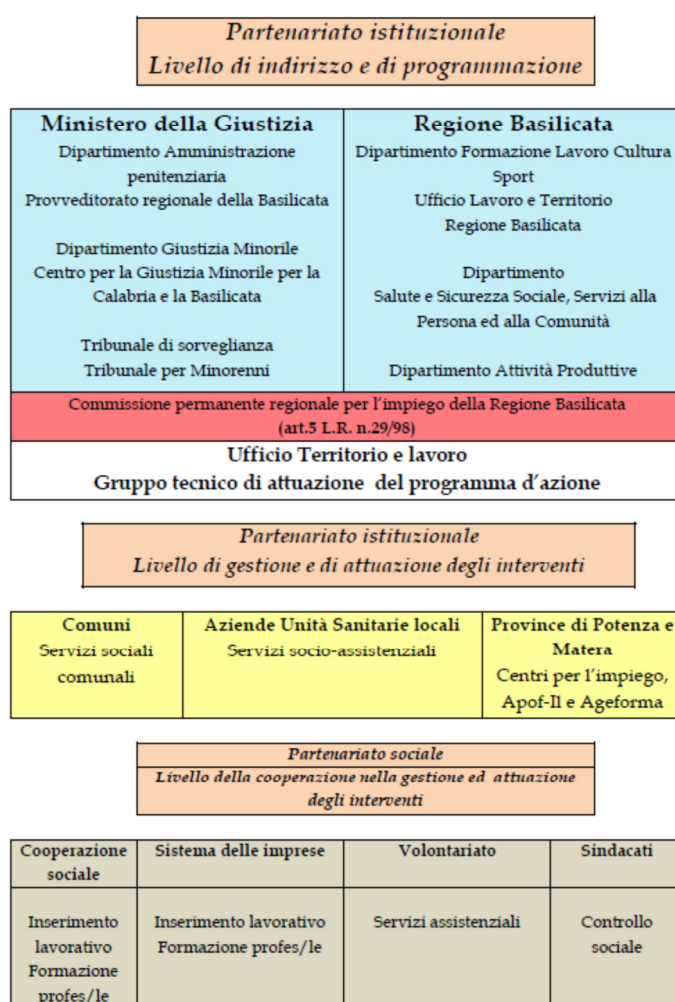 Partenariato istituzionale
Livello di indirizzo e di programmazione
Ministero della Giustizia
Dipartimento Amministrazione
penitenziaria
Provveditorato regionale della Basilicata
Dipartimento Giustizia Minorile
Centro per la Giustizia Minorile per la
Calabria e la Basilicata
Tribunale di sorveglianza
Tribunale per Minorenni
Regione Basilicata
Dipartimento Formazione Lavoro Cultura
Sport
Ufficio Lavoro e Territorio
Regione Basilicata
Dipartimento
Salute e Sicurezza Sociale, Servizi alla
Persona ed alla Comunità
Dipartimento Attività Produttive
Commissione permanente regionale per l'impiego della Regione Basilicata
(art.5 L.R. n.29/98)
Ufficio Territorio e lavoro
Gruppo tecnico di attuazione del programma d'azione
Partenariato istituzionale
Livello di gestione e di attuazione degli interventi
Comuni
Servizi sociali
comunali
Aziende Unità Sanitarie locali
Servizi socio-assistenziali
Province di Potenza e
Matera
Centri per l'impiego,
Apof-Il e Ageforma
Partenariato sociale
Livello della cooperazione nella gestione ed attuazione
degli interventi
Cooperazione
sociale
Inserimento
lavorativo
Formazione
profes/le
Sistema delle imprese
Inserimento lavorativo
Formazione profes/le
Volontariato
Servizi assistenziali
Sindacati
Controllo
sociale